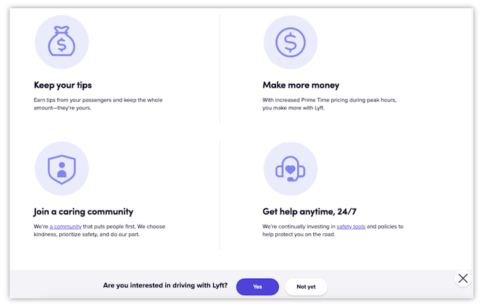 Keep your tips
Earn tips from your passengers and keep the whole
amount—they're yours.
Make more money
With increased Prime Time pricing during peak hours,
you make more with Lyft.
Join a caring community
We're a community that puts people first. We choose
kindness, prioritize safety, and do our part.
Get help anytime, 24/7
We're continually investing in safety tools and policies to
help protect you on the road.
Are you interested in driving with Lyft?
Yes
Not yet